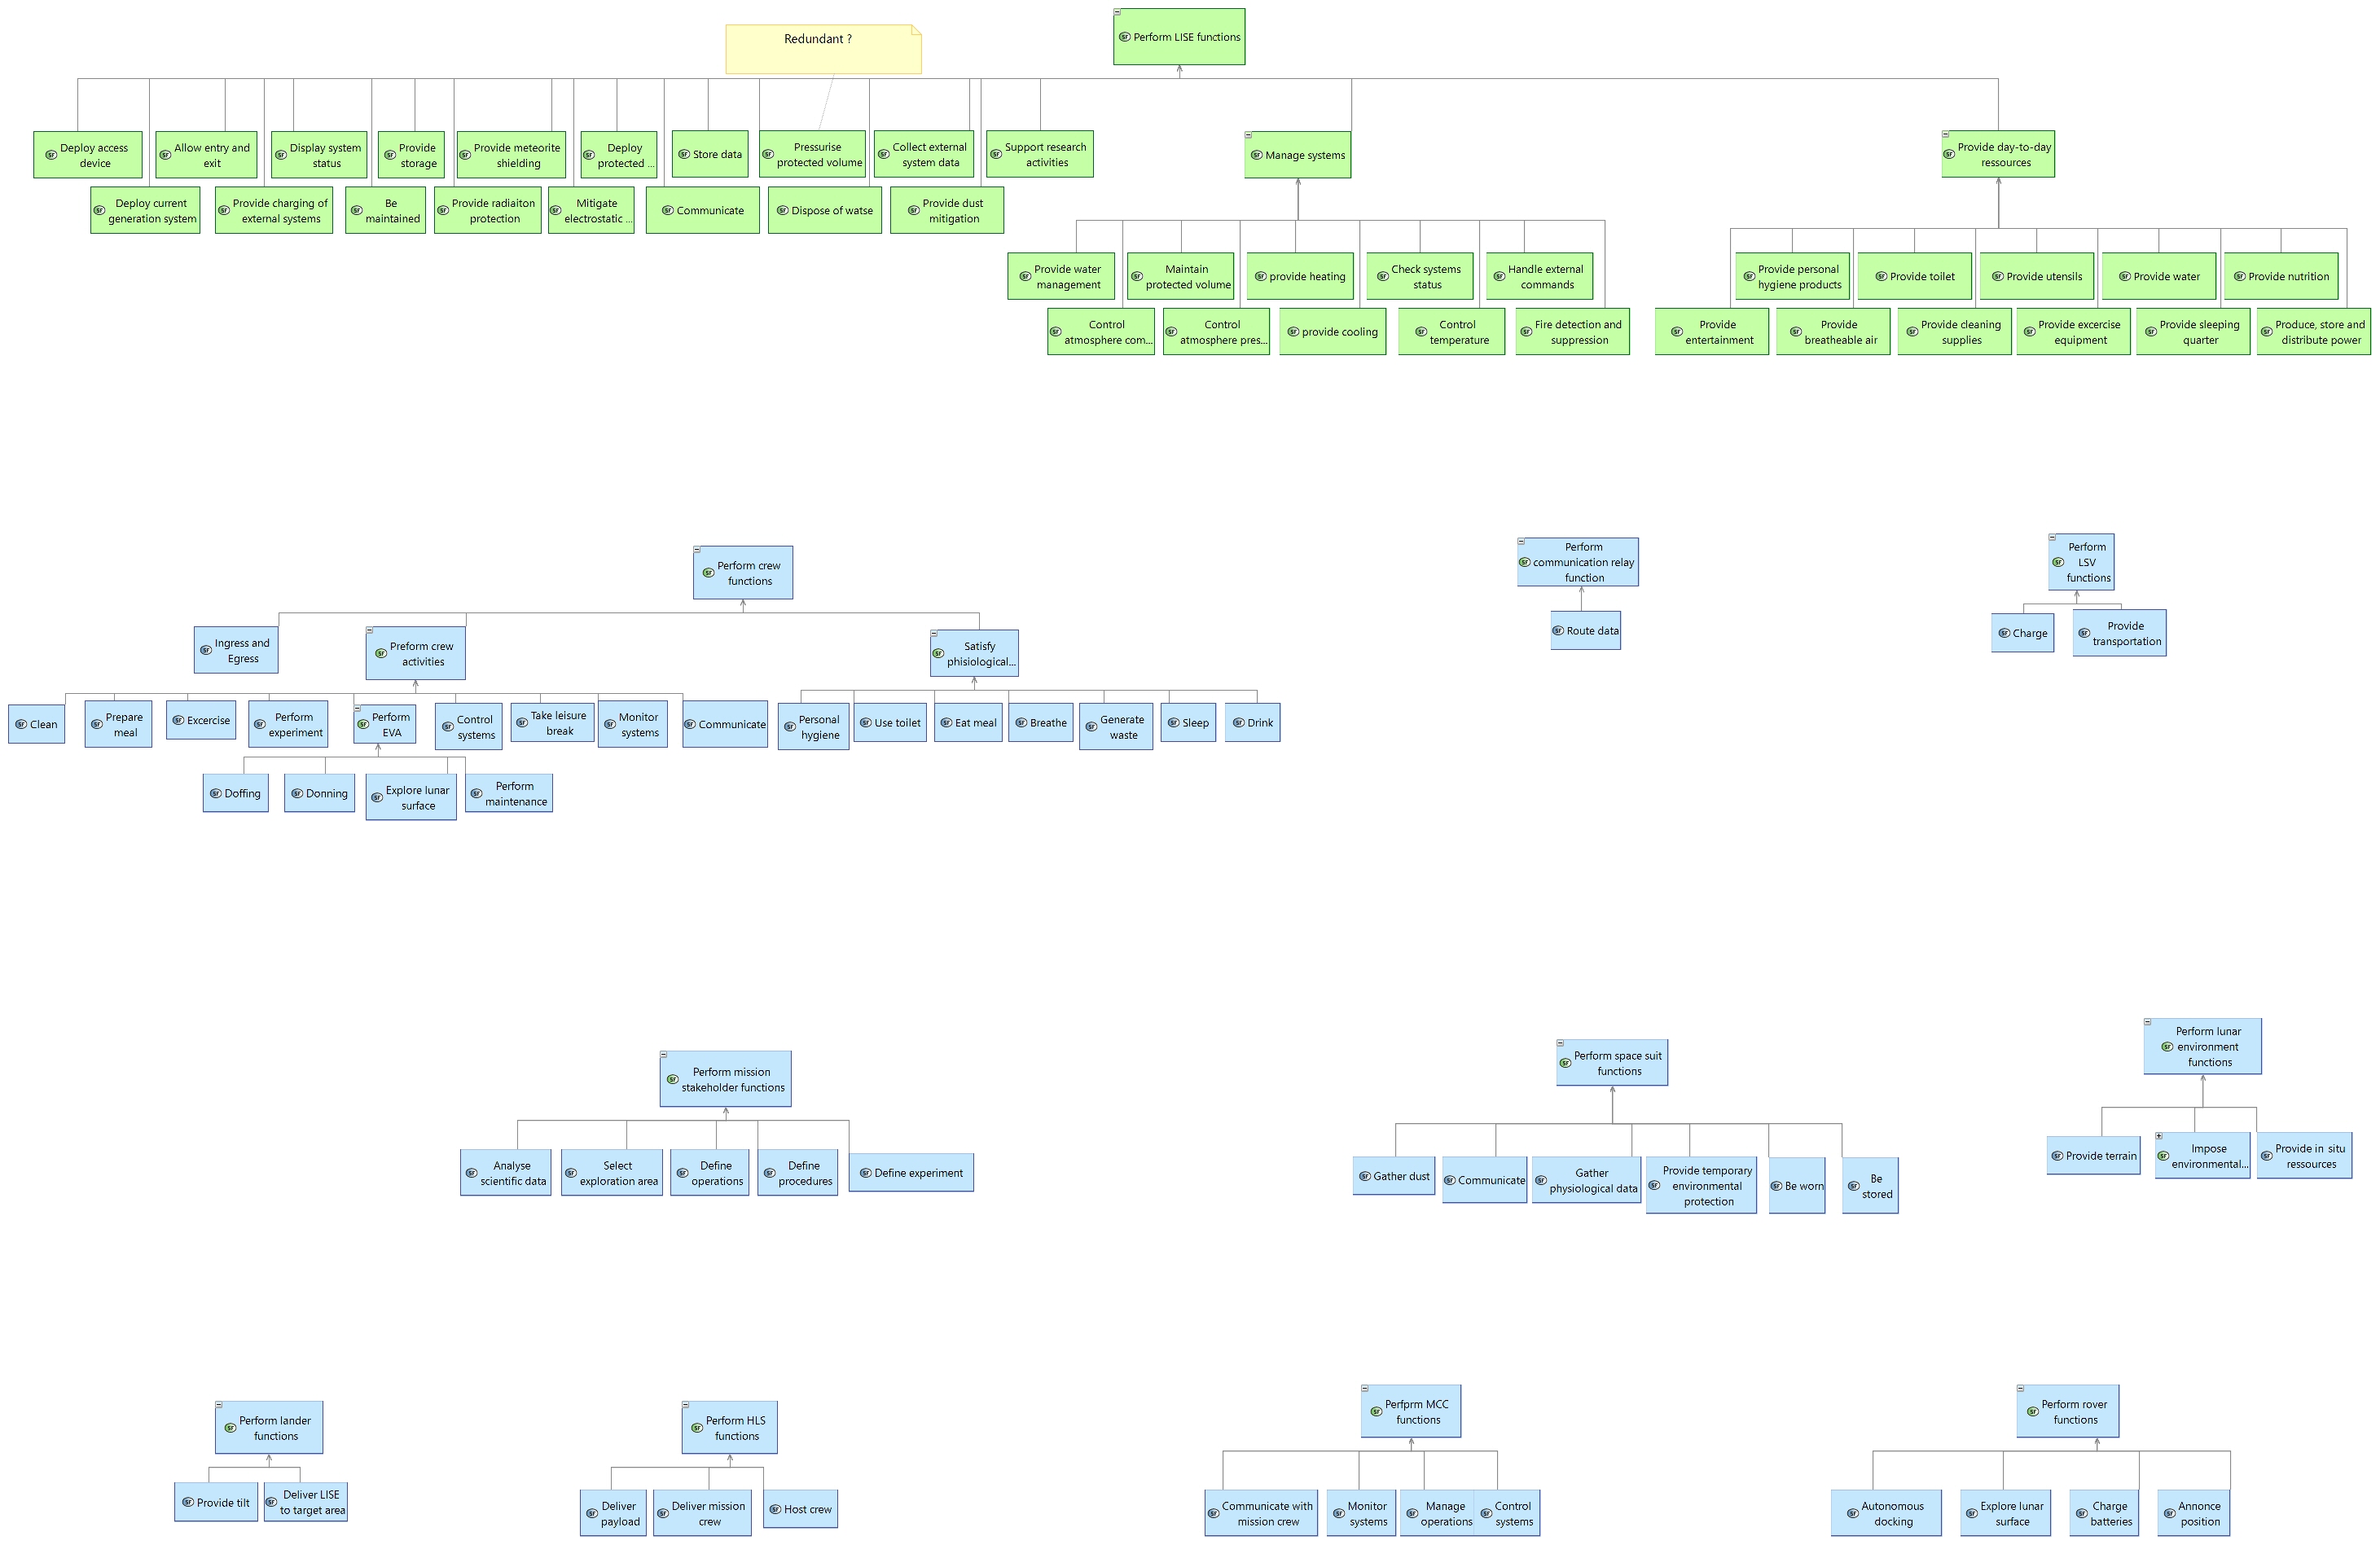 Redundant ?
Perform LISE functions
Deploy access
device
Allow entry and
exit
Display system
status
Provide
storage
Provide meteorite
shielding
Deploy
protected ...
Store data
Pressurise
protected volume
Collect external
system data
Support research
activities
Manage systems
Provide day-to-day
ressources
Deploy current
generation system
Provide charging of
external systems
Be
maintained
Provide radiaiton
protection
Mitigate
electrostatic ...
Communicate
Dispose of watse
Provide dust
mitigation
Provide water
management
Maintain
protected volume
provide heating
Check systems
status
Handle external
commands
Provide personal
hygiene products
Provide toilet
Provide utensils
Provide water
Provide nutrition
Control
atmosphere com...
Control
atmosphere pres...
provide cooling
Control
temperature
Fire detection and
suppression
Provide
entertainment
Provide
breatheable air
Provide cleaning
supplies
Provide excercise
equipment
Provide sleeping
quarter
Produce, store and
distribute power
Perform crew
functions
Perform
communication relay
function
Perform
LSV
functions
Ingress and
Egress
Preform crew
activities
Satisfy
phisiological...
Route data
Charge
Provide
transportation
Clean
Prepare
meal
Excercise
Perform
experiment
Perform
EVA
Control
systems
Take leisure
break
Monitor
systems
Communicate
Personal
hygiene
Use toilet
Eat meal
Breathe
Generate
waste
Sleep
Drink
Doffing
Donning
Explore lunar
surface
Perform
maintenance
Perform mission
stakeholder functions
Perform space suit
functions
Perform lunar
environment
functions
Analyse
scientific data
Select
exploration area
Define
operations
Define
procedures
Define experiment
Gather dust
Communicate
Gather
physiological data
Provide temporary
environmental
protection
Be worn
Be
stored
Provide terrain
Impose
environmental...
Provide in situ
ressources
Perform lander
functions
Perform HLS
functions
Perfprm MCC
functions
Perform rover
functions
Provide tilt
Deliver LISE
to target area
Deliver
payload
Deliver mission
crew
Host crew
Communicate with
mission crew
Monitor
systems
Manage
operations
Control
systems
Autonomous
docking
Explore lunar
surface
Charge
batteries
Annonce
position